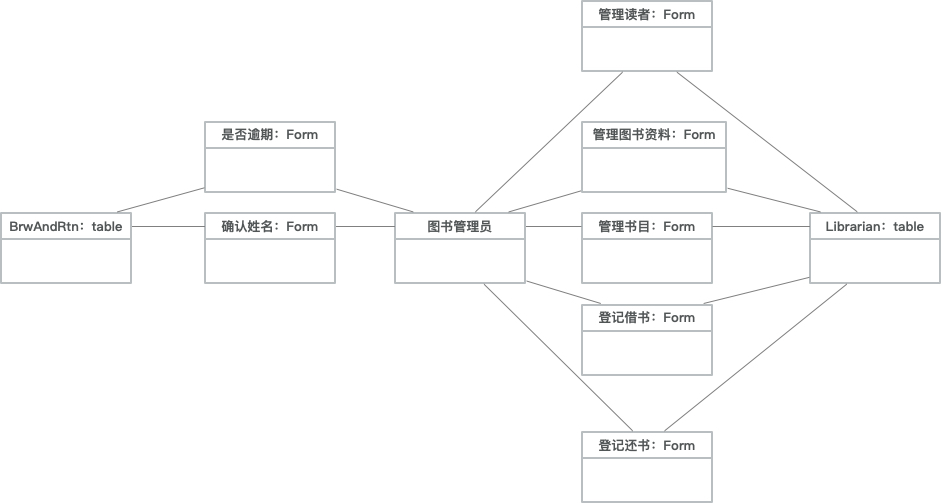 管理读者：Form
是否逾期：Form
管理图书资料：Form
BrwAndRtn：table
确认姓名：Form
图书管理员
管理书目：Form
Librarian：table
登记借书：Form
登记还书：Form